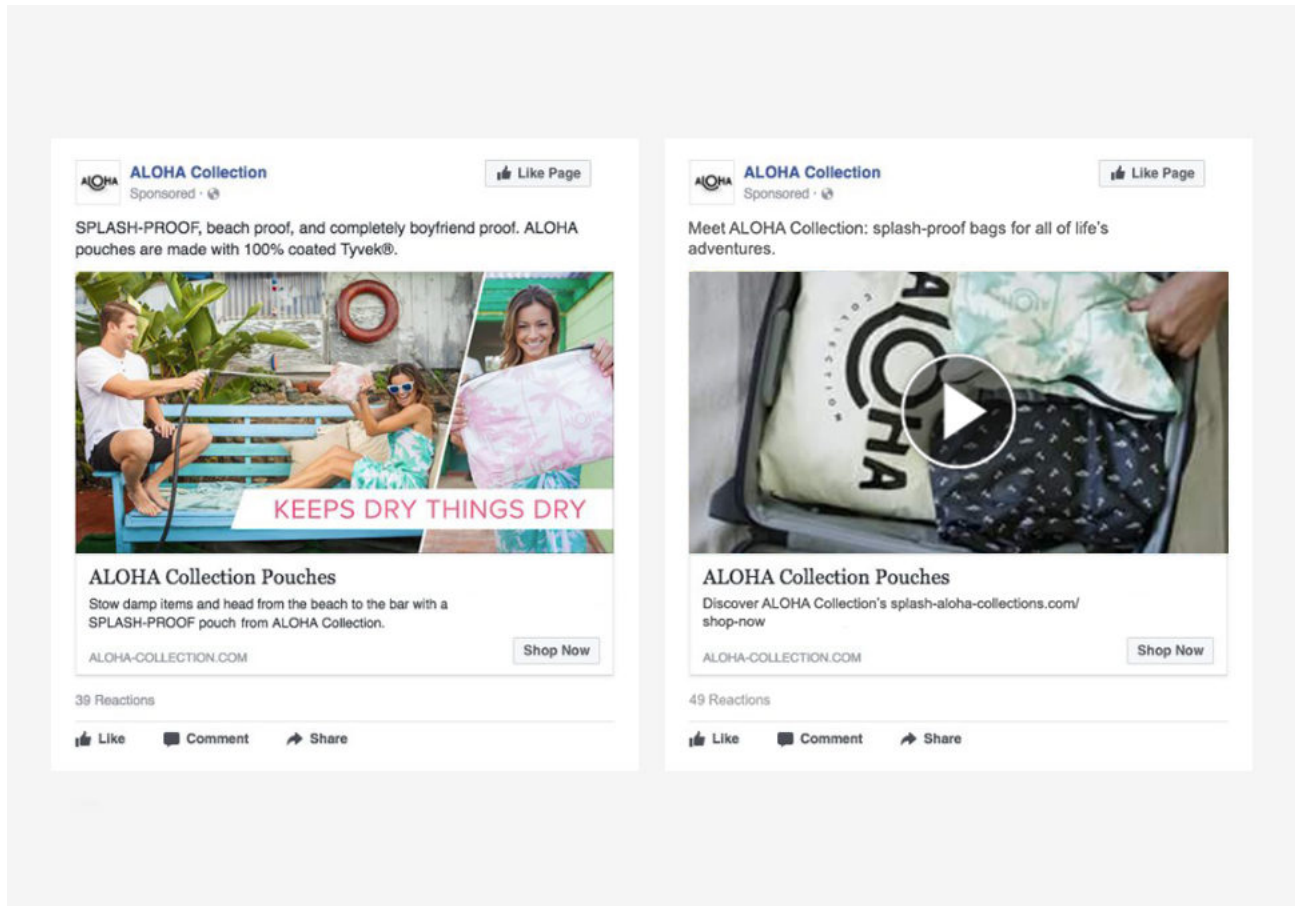 ALOHA
ALOHA Collection
Sponsored ·
Like Page
SPLASH-PROOF, beach proof, and completely boyfriend proof. ALOHA
pouches are made with 100% coated Tyvek®.
KEEPS DRY THINGS DRY
ALOHA Collection Pouches
Stow damp items and head from the beach to the bar with a
SPLASH-PROOF pouch from ALOHA Collection.
ALOHA-COLLECTION.COM
Shop Now
39 Reactions
Like Comment Share
ALOHA
ALOHA Collection
Sponsored ·
Like Page
Meet ALOHA Collection: splash-proof bags for all of life's
adventures.
ALOHA
COLLECTION
ALOHA
ALOHA Collection Pouches
Discover ALOHA Collection's splash-aloha-collections.com/
shop-now
ALOHA-COLLECTION.COM
Shop Now
49 Reactions
Like Comment Share